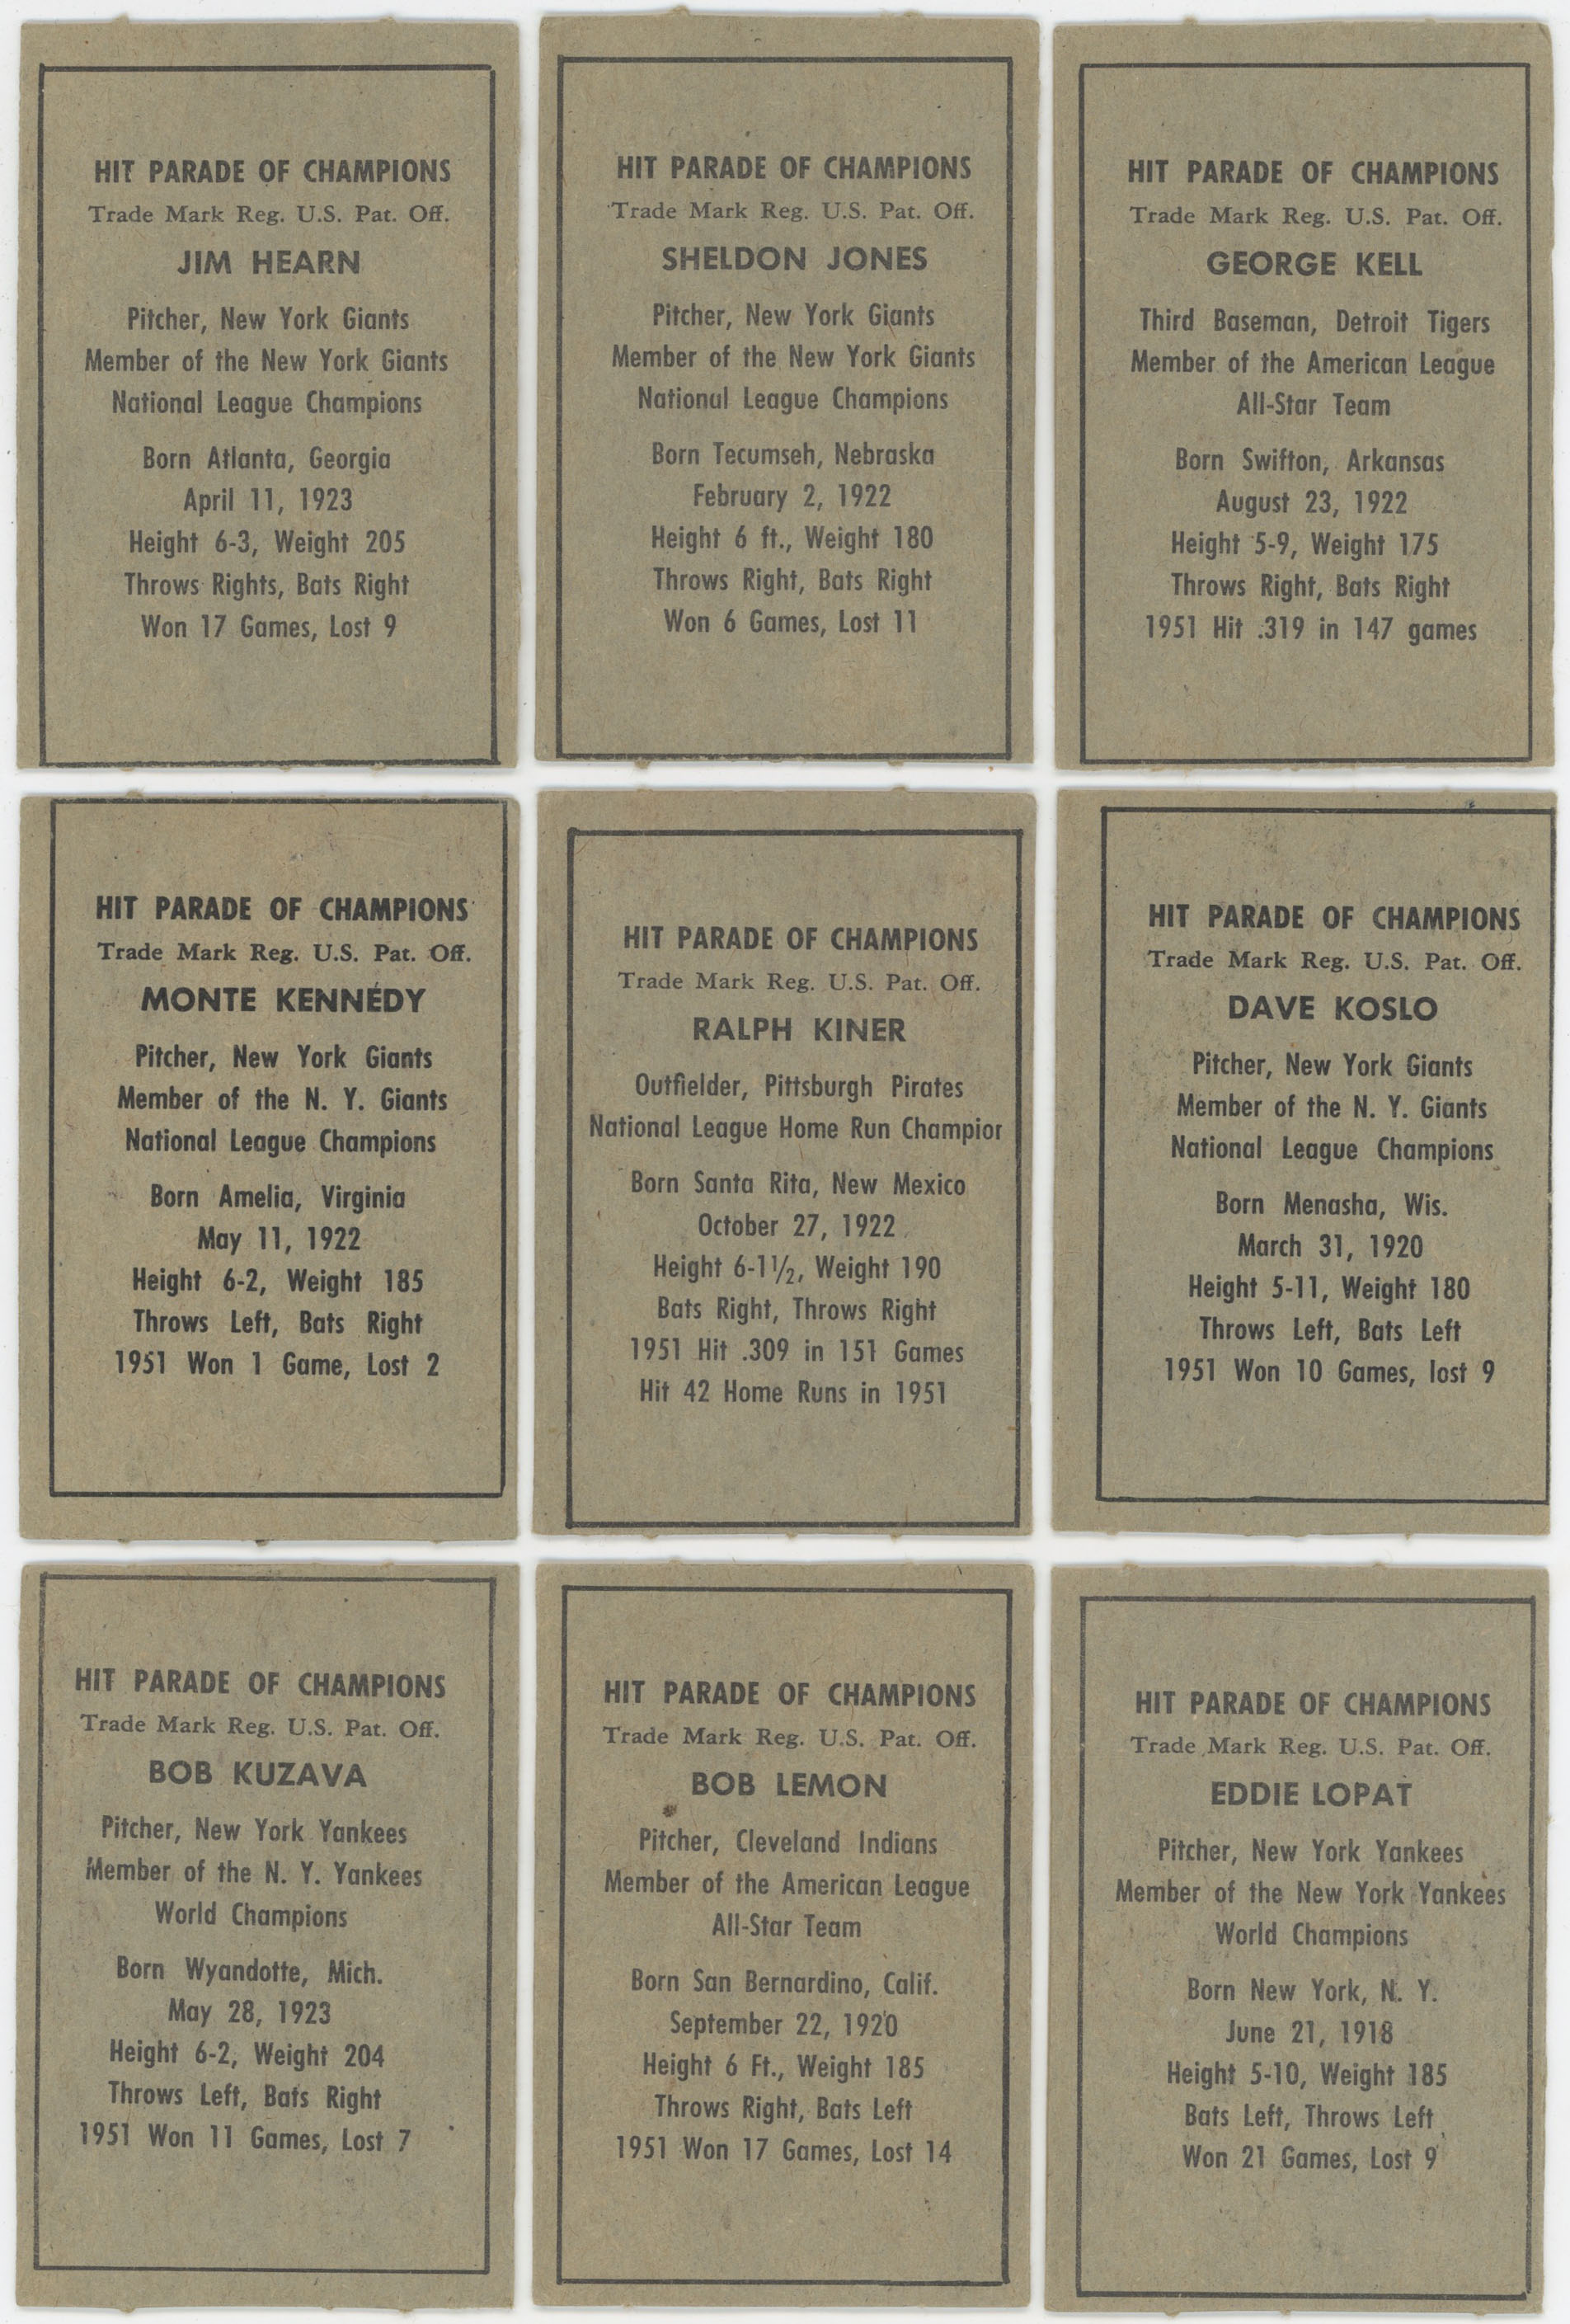 HIT PARADE OF CHAMPIONS
Trade Mark Reg. U.S. Pat. Off.
JIM HEARN
Pitcher, New York Giants
Member of the New York Giants
National League Champions
Born Atlanta, Georgia
April 11, 1923
Height 6-3, Weight 205
Throws Rights, Bats Right
Won 17 Games, Lost 9
HIT PARADE OF CHAMPIONS
Trade Mark Reg. U.S. Pat. Off.
SHELDON JONES
Pitcher, New York Giants
Member of the New York Giants
National League Champions
Born Tecumseh, Nebraska
February 2, 1922
Height 6 ft., Weight 180
Throws Right, Bats Right
Won 6 Games, Lost 11
HIT PARADE OF CHAMPIONS
Trade Mark Reg. U.S. Pat. Off.
GEORGE KELL
Third Baseman, Detroit Tigers
Member of the American League
All-Star Team
Born Swifton, Arkansas
August 23, 1922
Height 5-9, Weight 175
Throws Right, Bats Right
1951 Hit .319 in 147 games
HIT PARADE OF CHAMPIONS
Trade Mark Reg. U.S. Pat. Off.
MONTE KENNEDY
Pitcher, New York Giants
Member of the N. Y. Giants
National League Champions
Born Amelia, Virginia
May 11, 1922
Height 6-2, Weight 185
Throws Left, Bats Right
1951 Won 1 Game, Lost 2
HIT PARADE OF CHAMPIONS
Trade Mark Reg. U.S. Pat. Off.
RALPH KINER
Outfielder, Pittsburgh Pirates
National League Home Run Champion
Born Santa Rita, New Mexico
October 27, 1922
Height 6-1½, Weight 190
Bats Right, Throws Right
1951 Hit .309 in 151 Games
Hit 42 Home Runs in 1951
HIT PARADE OF CHAMPIONS
Trade Mark Reg. U.S. Pat. Off.
DAVE KOSLO
Pitcher, New York Giants
Member of the N. Y. Giants
National League Champions
Born Menasha, Wis.
March 31, 1920
Height 5-11, Weight 180
Throws Left, Bats Left
1951 Won 10 Games, lost 9
HIT PARADE OF CHAMPIONS
Trade Mark Reg. U.S. Pat. Off.
BOB KUZAVA
Pitcher, New York Yankees
Member of the N. Y. Yankees
World Champions
Born Wyandotte, Mich.
May 28, 1923
Height 6-2, Weight 204
Throws Left, Bats Right
1951 Won 11 Games, Lost 7
HIT PARADE OF CHAMPIONS
Trade Mark Reg. U.S. Pat. Off.
BOB LEMON
Pitcher, Cleveland Indians
Member of the American League
All-Star Team
Born San Bernardino, Calif.
September 22, 1920
Height 6 Ft., Weight 185
Throws Right, Bats Left
1951 Won 17 Games, Lost 14
HIT PARADE OF CHAMPIONS
Trade Mark Reg. U.S. Pat. Off.
EDDIE LOPAT
Pitcher, New York Yankees
Member of the New York Yankees
World Champions
Born New York, N. Y.
June 21, 1918
Height 5-10, Weight 185
Bats Left, Throws Left
Won 21 Games, Lost 9